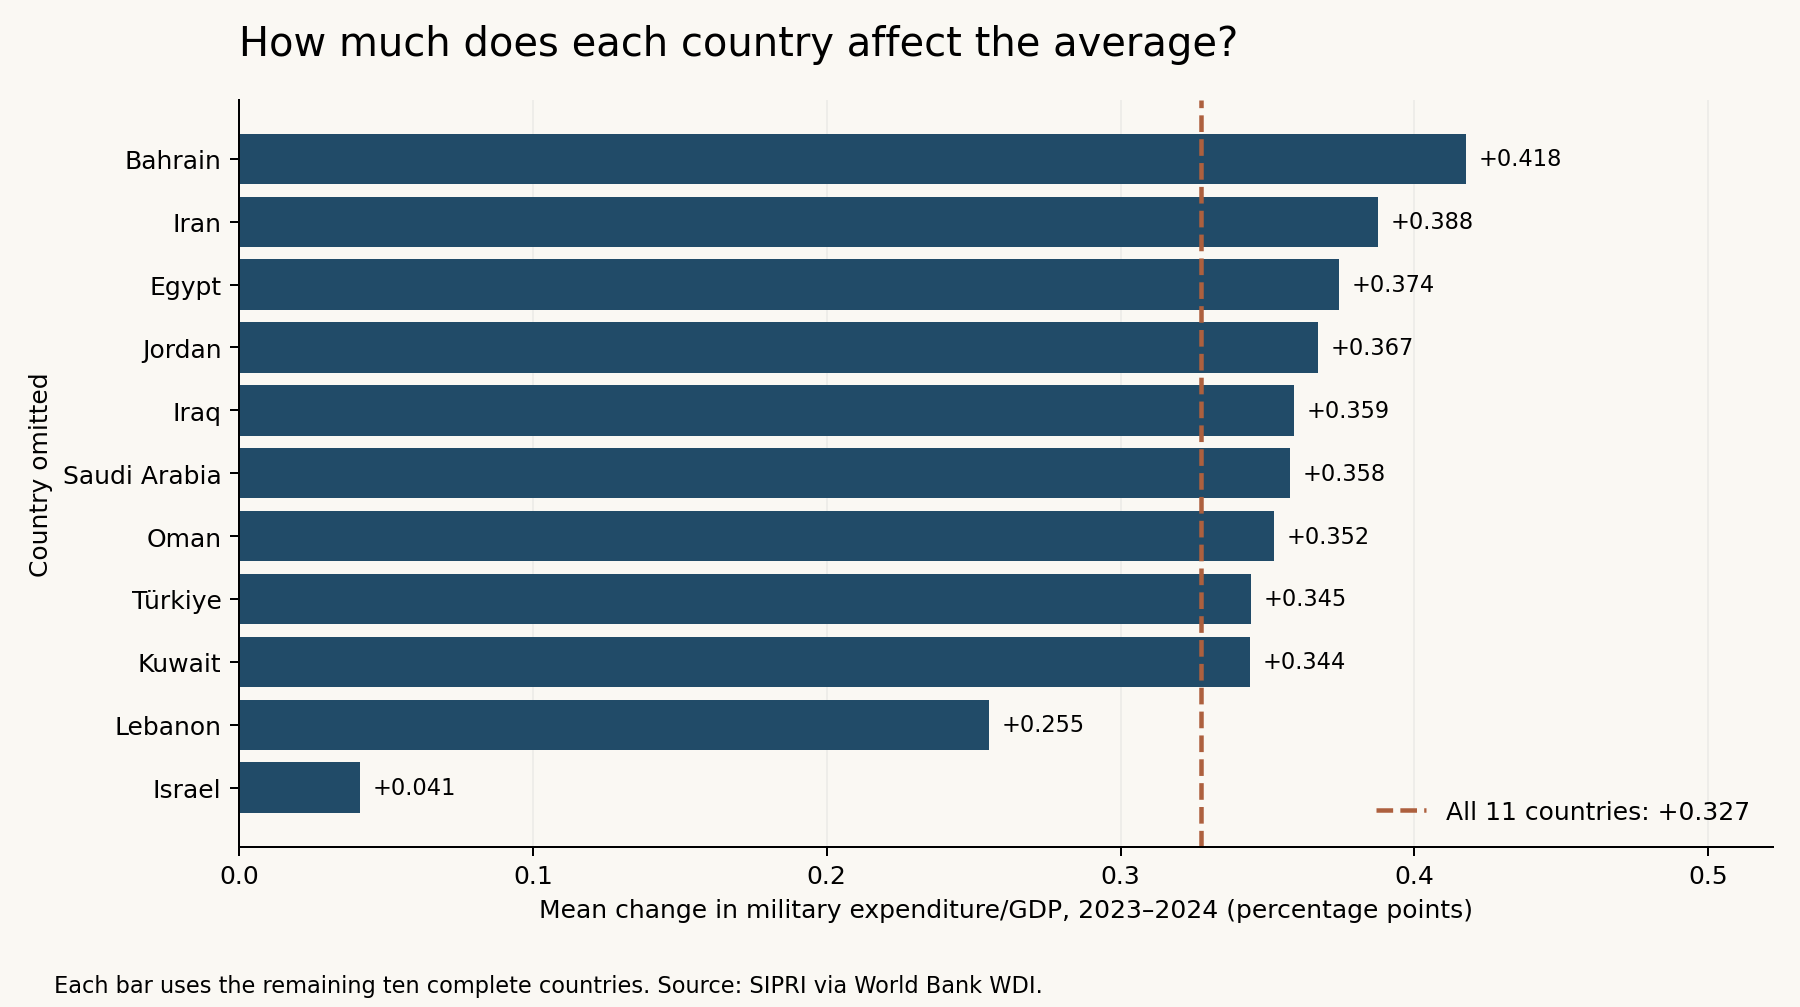 How much does each country affect the average?
Country omitted
Bahrain +0.418
Iran +0.388
Egypt +0.374
Jordan +0.367
Iraq +0.359
Saudi Arabia +0.358
Oman +0.352
Türkiye +0.345
Kuwait +0.344
Lebanon +0.255
Israel +0.041
All 11 countries: +0.327
0.0 0.1 0.2 0.3 0.4 0.5
Mean change in military expenditure/GDP, 2023–2024 (percentage points)
Each bar uses the remaining ten complete countries. Source: SIPRI via World Bank WDI.